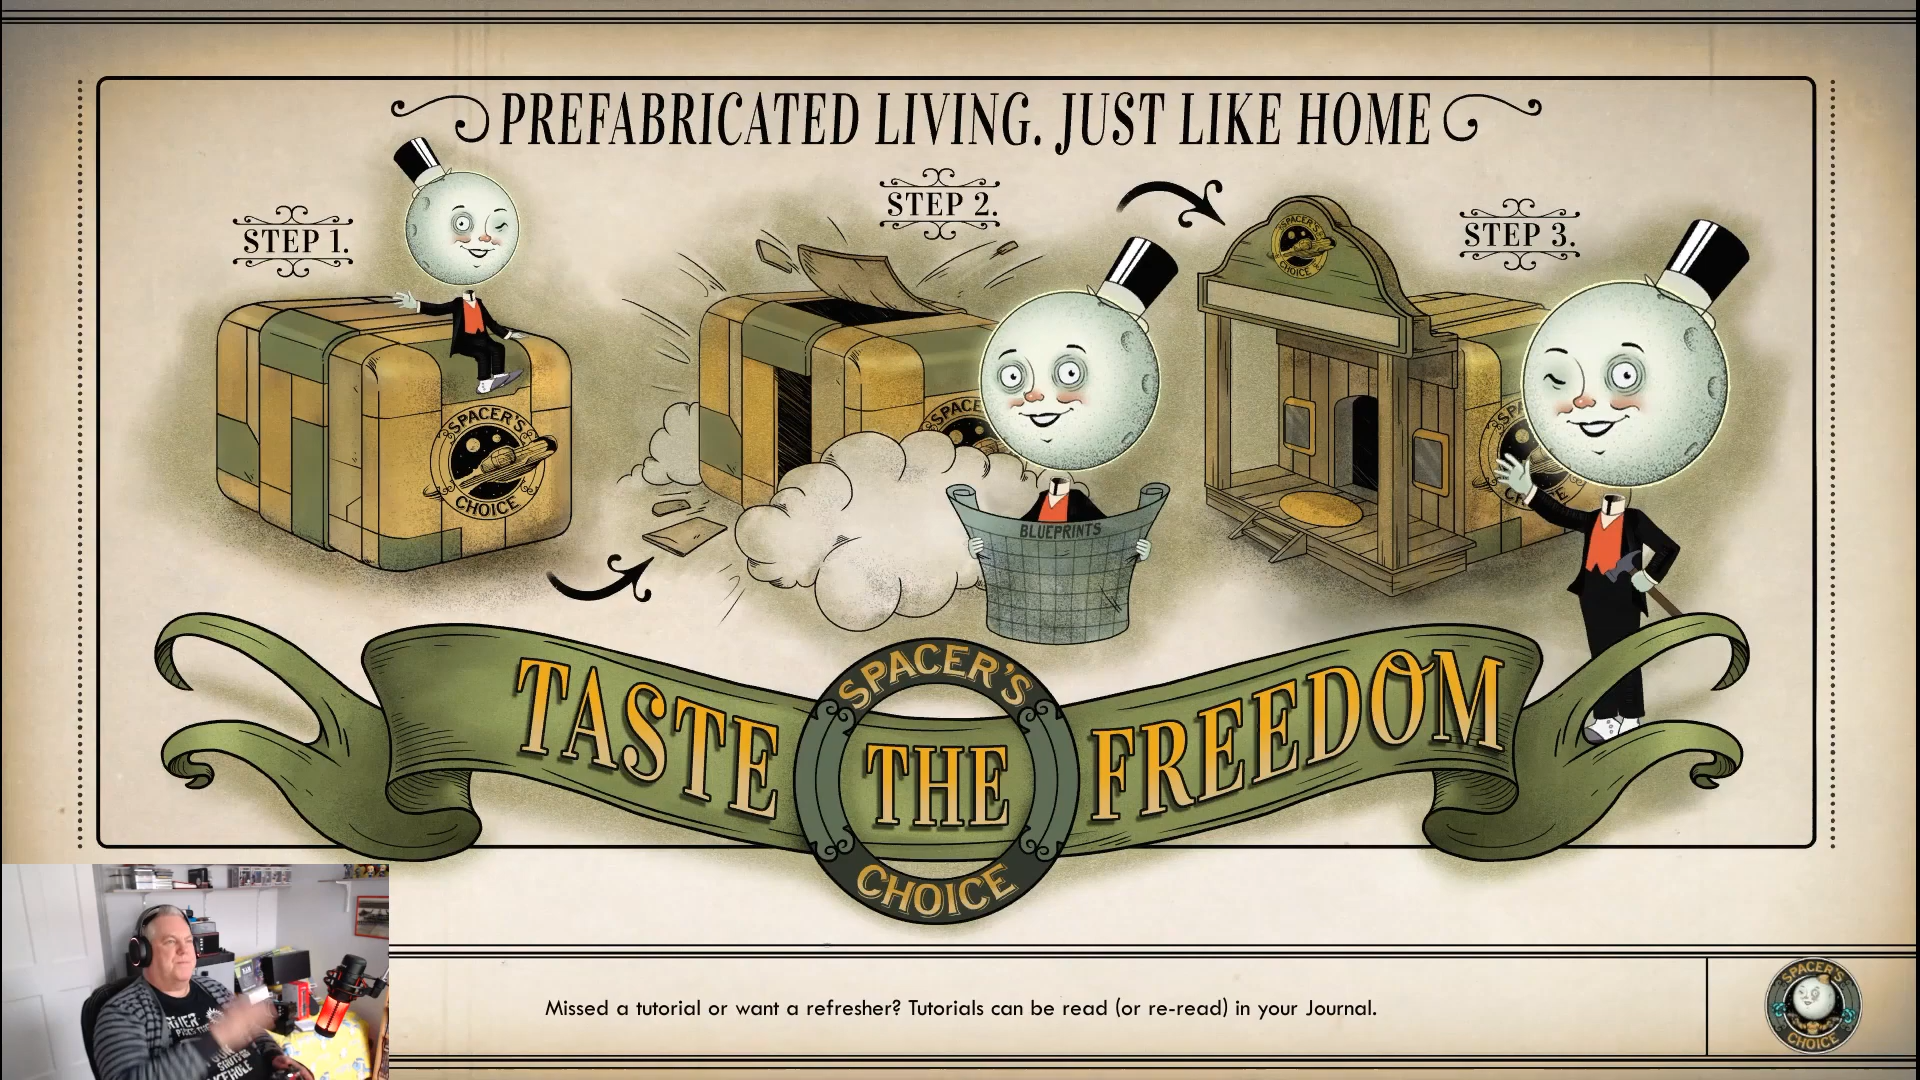 PREFABRICATED LIVING. JUST LIKE HOME
STEP 1.
STEP 2.
STEP 3.
SPACER'S
CHOICE
SPACER'S
CHOICE
BLUEPRINTS
TASTE THE FREEDOM
SPACER'S
CHOICE
Missed a tutorial or want a refresher? Tutorials can be read (or re-read) in your Journal.
SPACER'S
CHOICE